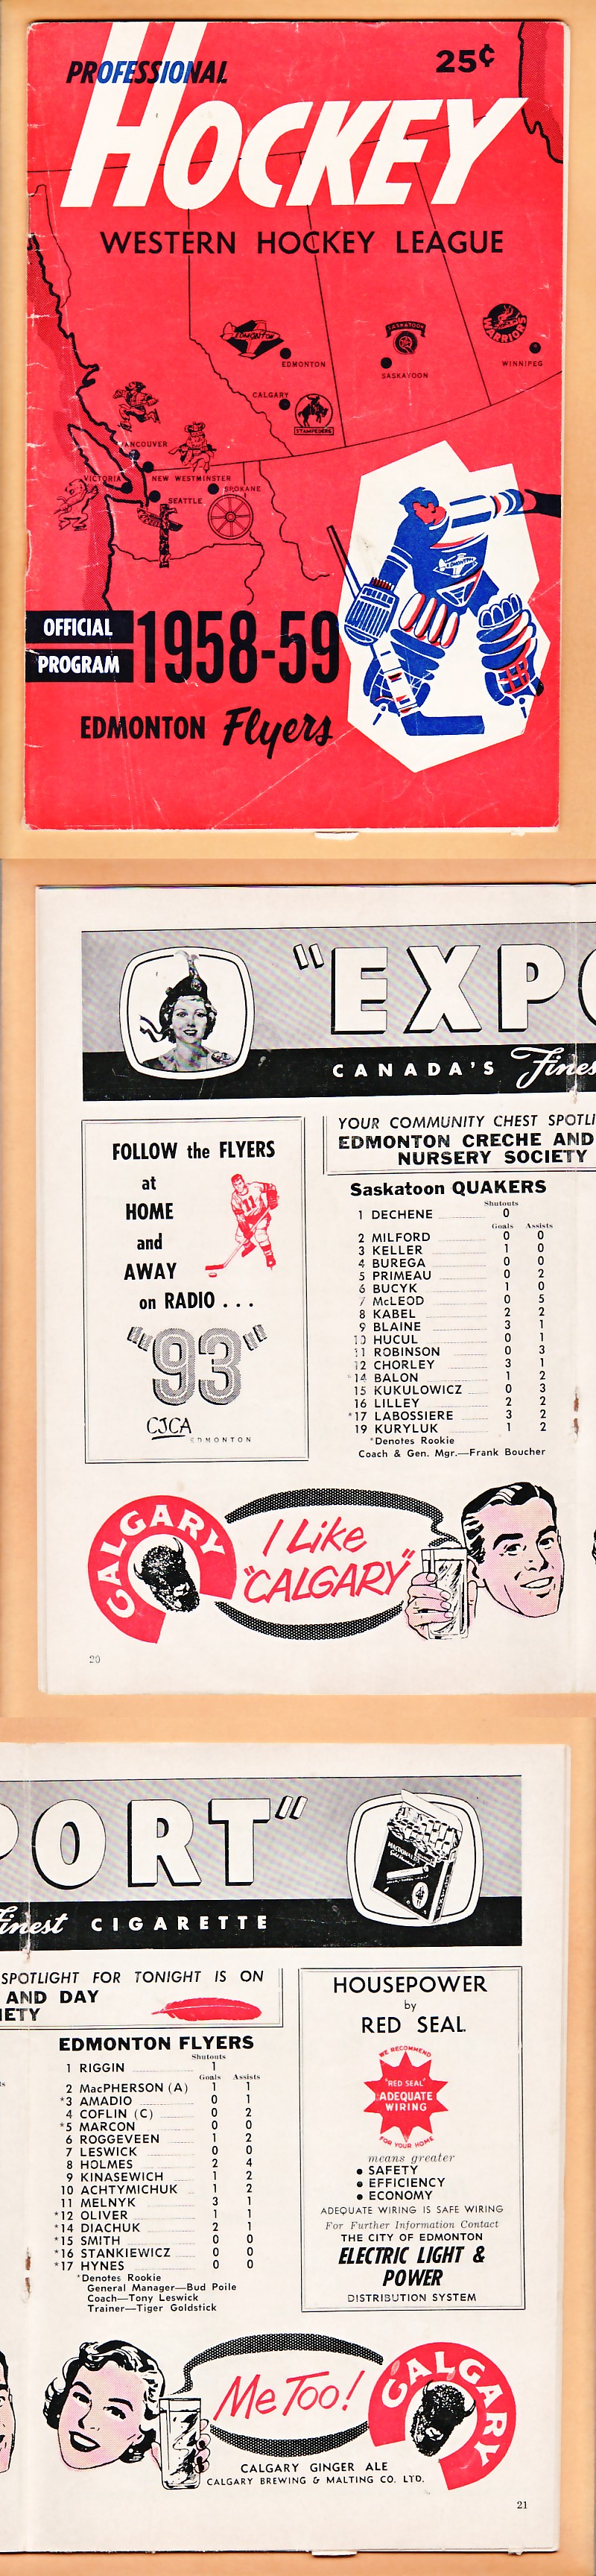 PROFESSIONAL
25¢
HOCKEY
WESTERN HOCKEY LEAGUE
EDMONTON
EDMONTON
SASKATOON
SASKATOON
WARRIORS
WINNIPEG
CALGARY
STAMPEDERS
VANCOUVER
VICTORIA
NEW WESTMINSTER
SEATTLE
SPOKANE
OFFICIAL
PROGRAM
1958-59
EDMONTON Flyers
"EXPO
CANADA'S Fines
FOLLOW the FLYERS
at
HOME
and
AWAY
on RADIO . . .
"93"
CJCA
EDMONTON
YOUR COMMUNITY CHEST SPOTLI
EDMONTON CRECHE AND
NURSERY SOCIETY
Saskatoon QUAKERS
Shutouts
1 DECHENE 0
Goals Assists
2 MILFORD 0 0
3 KELLER 1 0
4 BUREGA 0 0
5 PRIMEAU 0 2
6 BUCYK 1 0
7 McLEOD 0 5
8 KABEL 2 2
9 BLAINE 3 1
10 HUCUL 0 1
11 ROBINSON 0 3
12 CHORLEY 3 1
*14 BALON 1 2
15 KUKULOWICZ 0 3
16 LILLEY 2 2
*17 LABOSSIERE 3 2
19 KURYLUK 1 2
*Denotes Rookie
Coach & Gen. Mgr.—Frank Boucher
CALGARY
I Like
"CALGARY"
20
PORT"
inest CIGARETTE
MACDONALD'S
SPOTLIGHT FOR TONIGHT IS ON
AND DAY
IETY
EDMONTON FLYERS
Shutouts
1 RIGGIN 1
Goals Assists
2 MacPHERSON (A) 1 1
*3 AMADIO 0 1
4 COFLIN (C) 0 2
*5 MARCON 0 0
6 ROGGEVEEN 1 2
7 LESWICK 0 0
8 HOLMES 2 4
9 KINASEWICH 1 2
10 ACHTYMICHUK 1 2
11 MELNYK 3 1
*12 OLIVER 1 1
*14 DIACHUK 2 1
*15 SMITH 0 0
*16 STANKIEWICZ 0 0
*17 HYNES 0 0
*Denotes Rookie
General Manager—Bud Poile
Coach—Tony Leswick
Trainer—Tiger Goldstick
HOUSEPOWER
by
RED SEAL
WE RECOMMEND
"RED SEAL"
ADEQUATE
WIRING
FOR YOUR HOME
means greater
• SAFETY
• EFFICIENCY
• ECONOMY
ADEQUATE WIRING IS SAFE WIRING
For Further Information Contact
THE CITY OF EDMONTON
ELECTRIC LIGHT &
POWER
DISTRIBUTION SYSTEM
Me Too!
CALGARY
CALGARY GINGER ALE
CALGARY BREWING & MALTING CO. LTD.
21